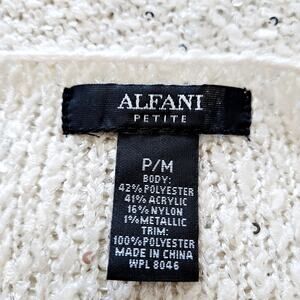 ALFANI
PETITE
P/M
BODY:
42% POLYESTER
41% ACRYLIC
16% NYLON
1% METALLIC
TRIM:
100% POLYESTER
MADE IN CHINA
WPL 8046